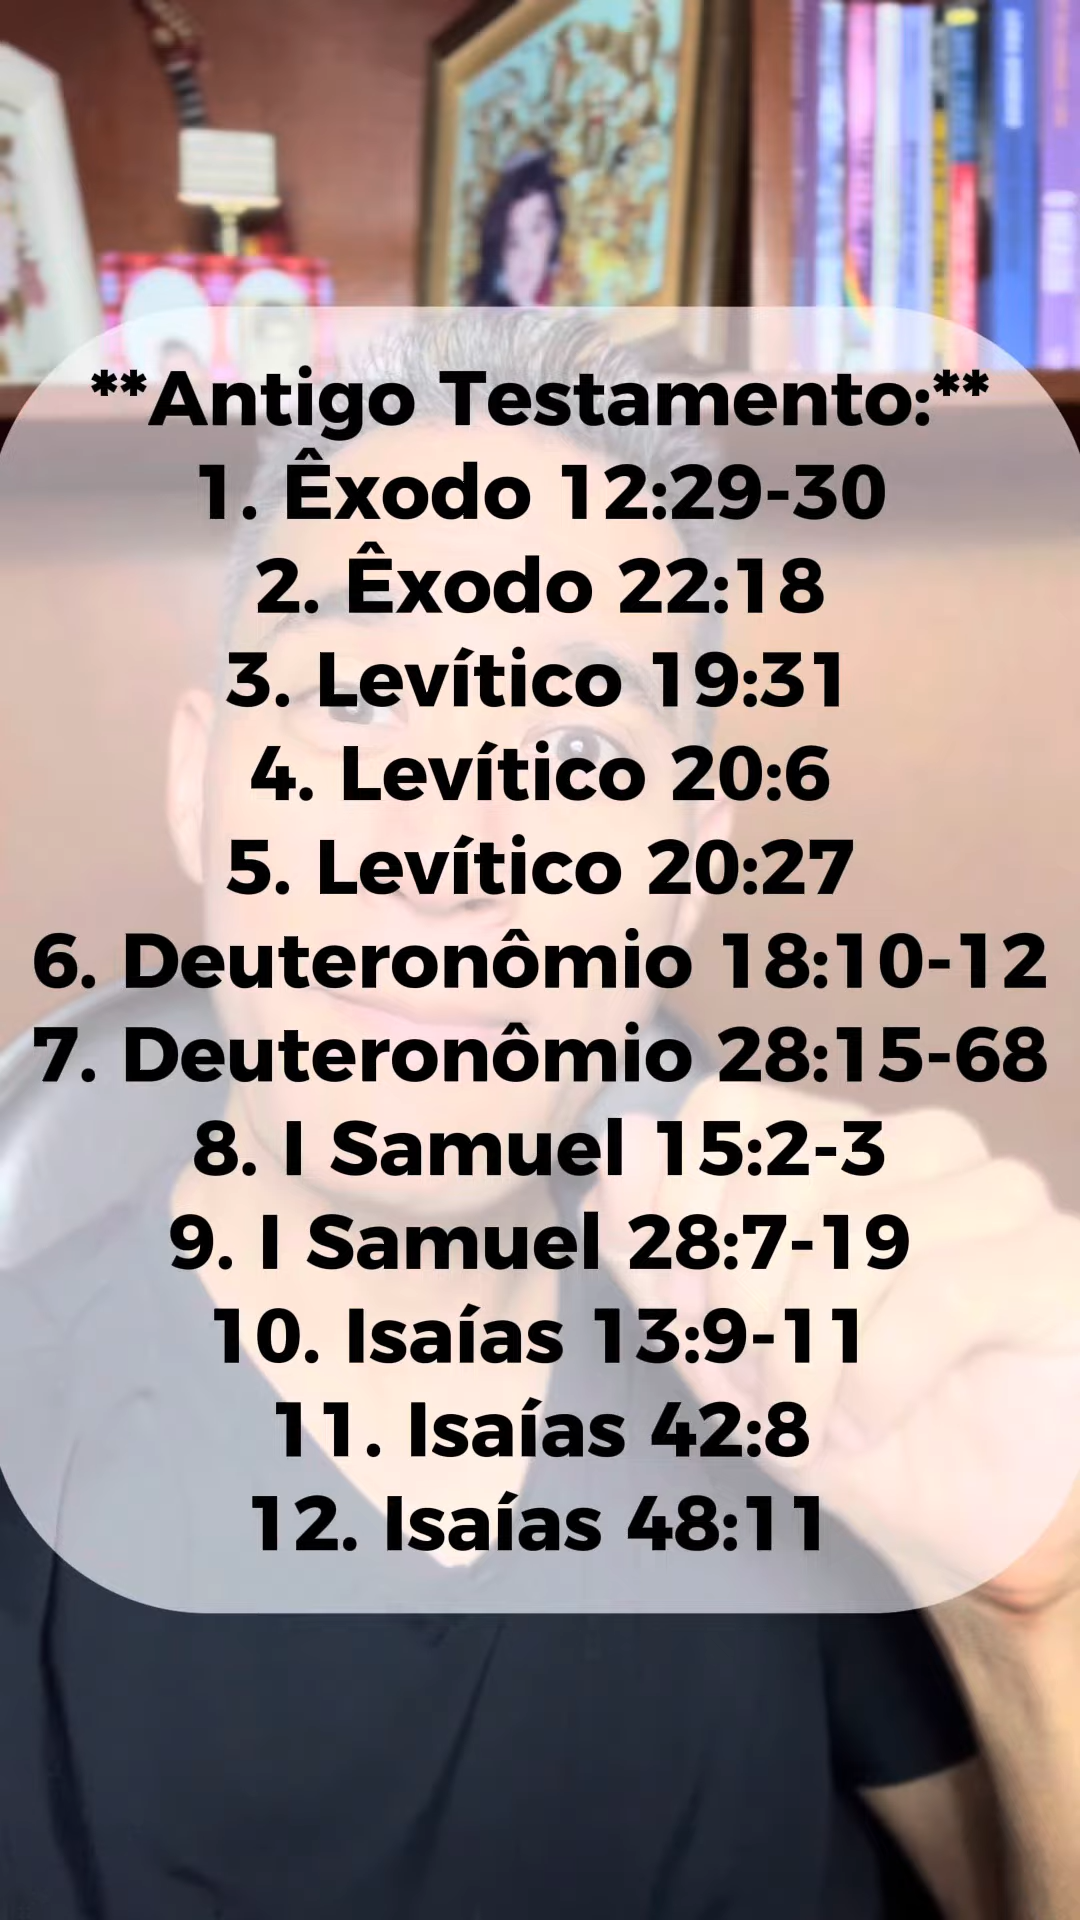 **Antigo Testamento:**
1. Êxodo 12:29-30
2. Êxodo 22:18
3. Levítico 19:31
4. Levítico 20:6
5. Levítico 20:27
6. Deuteronômio 18:10-12
7. Deuteronômio 28:15-68
8. I Samuel 15:2-3
9. I Samuel 28:7-19
10. Isaías 13:9-11
11. Isaías 42:8
12. Isaías 48:11